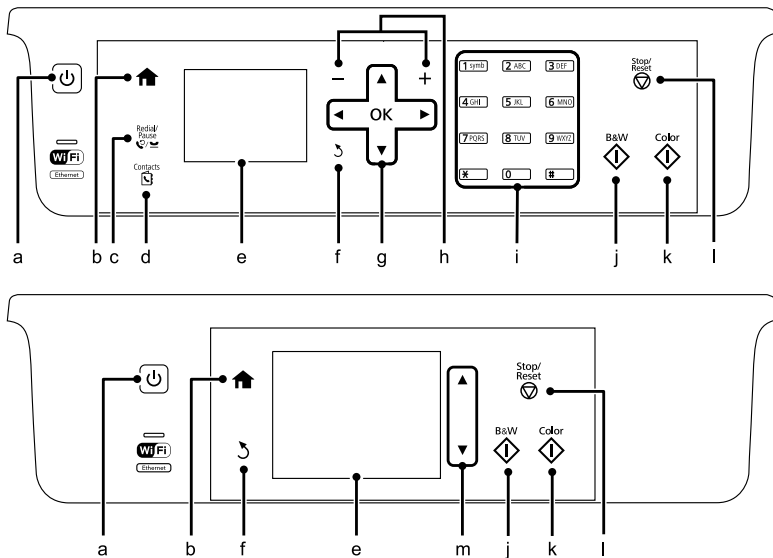 Stop/
Reset
1 symb 2 ABC 3 DEF
OK
4 GHI 5 JKL 6 MNO
Redial/
Pause
7 PQRS 8 TUV 9 WXYZ
B&W Color
WiFi
Ethernet
Contacts
* 0 #
a b c d e f g h i j k l
Stop/
Reset
B&W Color
WiFi
Ethernet
a b f e m j k l